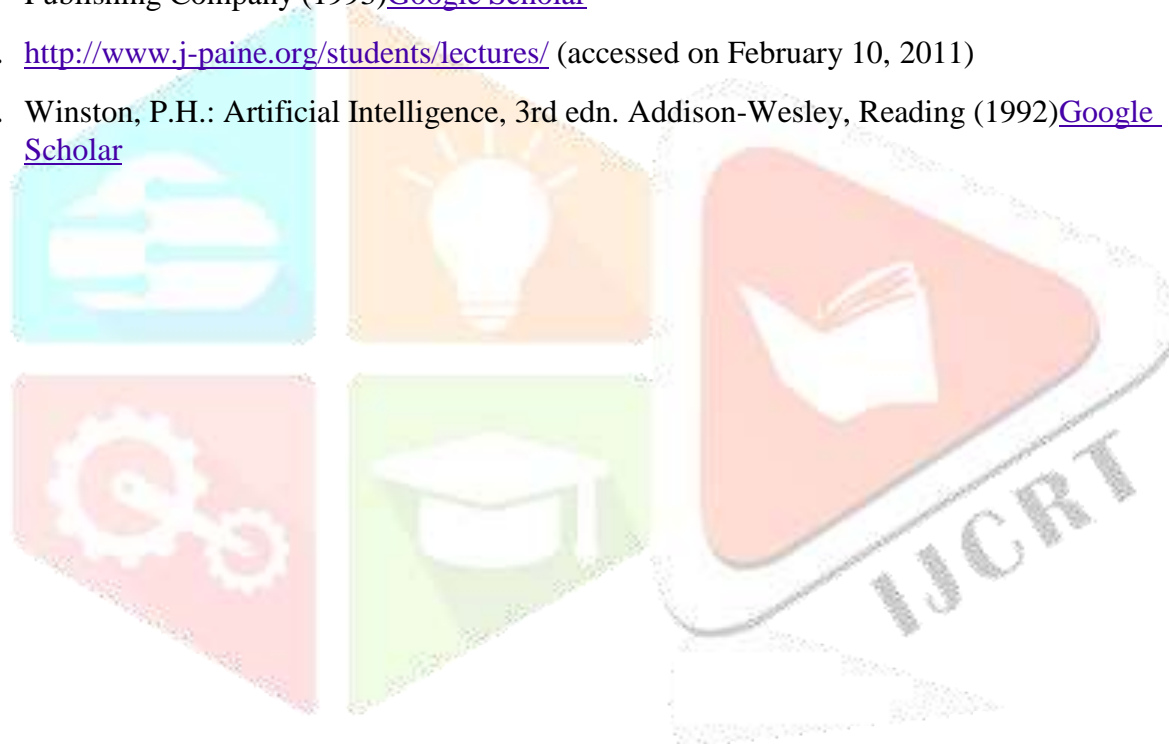 Publishing Company (1995)Google Scholar
. http://www.j-paine.org/students/lectures/ (accessed on February 10, 2011)
. Winston, P.H.: Artificial Intelligence, 3rd edn. Addison-Wesley, Reading (1992)Google
Scholar
IJCRT